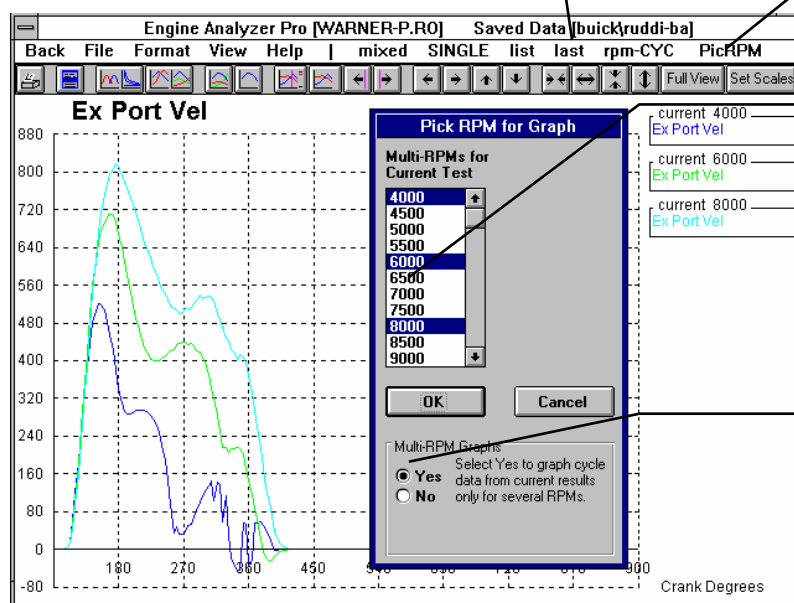 Engine Analyzer Pro [WARNER-P.RO] Saved Data [buick\ruddi-ba]
Back File Format View Help | mixed SINGLE list last rpm-CYC PicRPM
Full View Set Scales
Ex Port Vel
880
800
720
640
560
480
400
320
240
160
80
0
-80
180 270 360 450 900
Crank Degrees
current 4000
Ex Port Vel
current 6000
Ex Port Vel
current 8000
Ex Port Vel
Pick RPM for Graph
Multi-RPMs for
Current Test
4000
4500
5000
5500
6000
6500
7000
7500
8000
8500
9000
OK Cancel
Multi-RPM Graphs
Yes
No
Select Yes to graph cycle
data from current results
only for several RPMs.